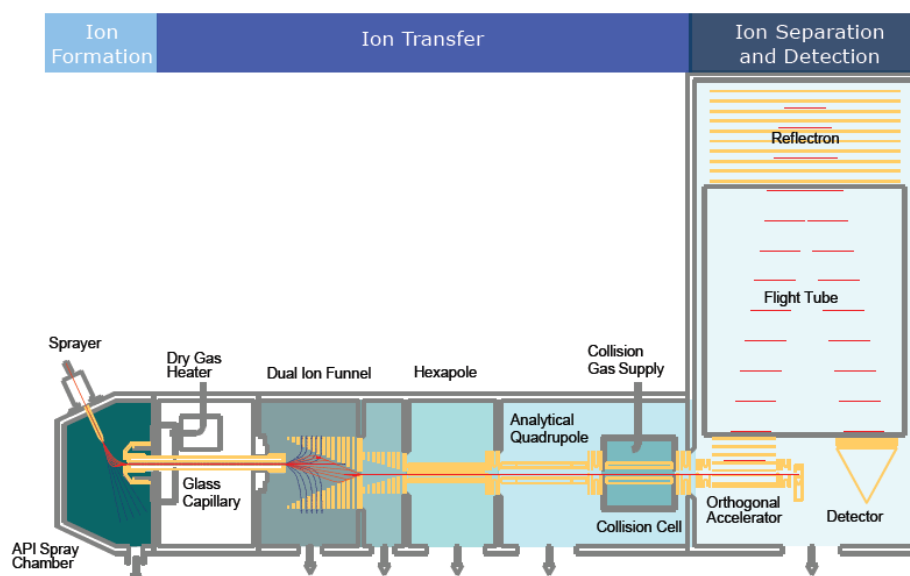 Ion
Formation
Ion Transfer
Ion Separation
and Detection
Reflectron
Flight Tube
Sprayer
Dry Gas
Heater
Dual Ion Funnel
Hexapole
Collision
Gas Supply
Analytical
Quadrupole
Glass
Capillary
Collision Cell
Orthogonal
Accelerator
Detector
API Spray
Chamber